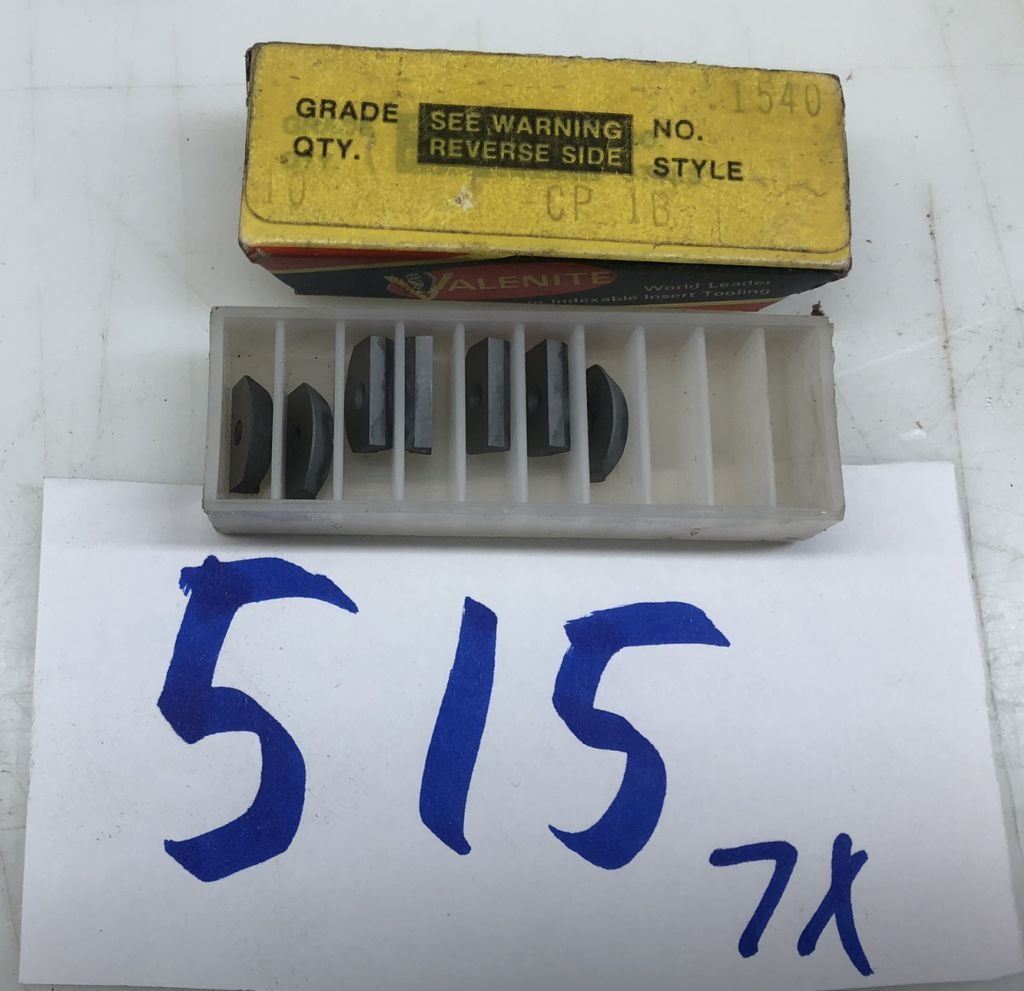 1540
GRADE SEE WARNING NO.
QTY. REVERSE SIDE STYLE
10 CP 1B
VALENITE World Leader
in Indexable Insert Tooling
515
7X